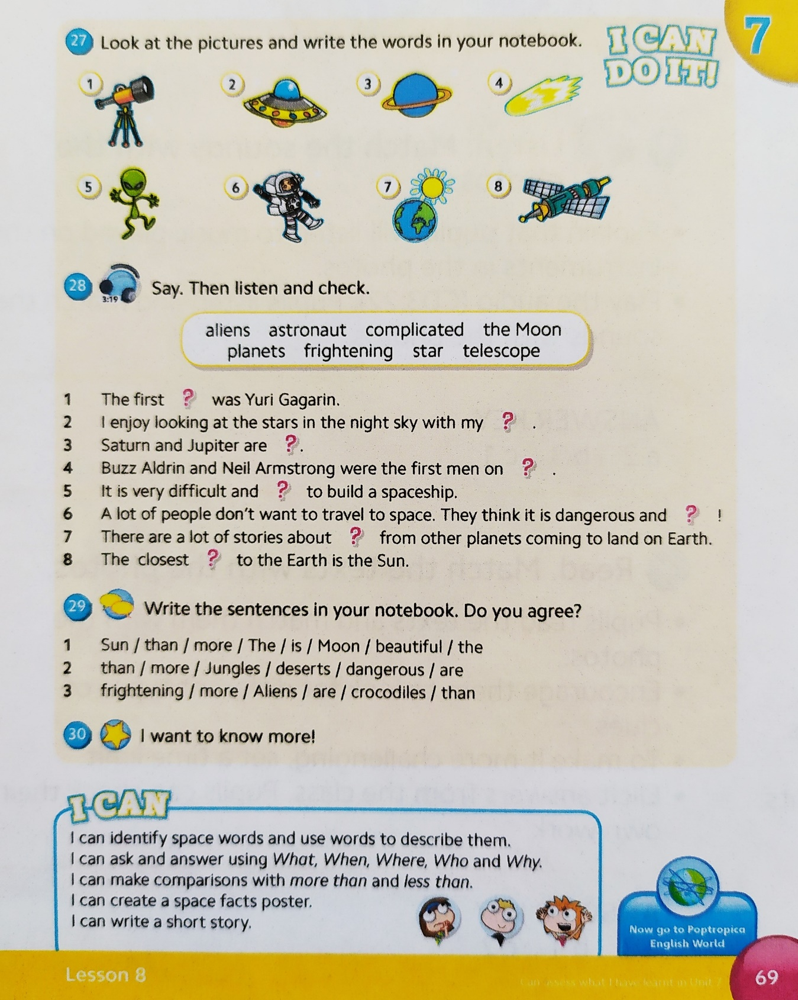 7
27 Look at the pictures and write the words in your notebook.
I CAN
DO IT!
1 2 3 4
5 6 7 8
28 3:19 Say. Then listen and check.
aliens astronaut complicated the Moon
planets frightening star telescope
1 The first ? was Yuri Gagarin.
2 I enjoy looking at the stars in the night sky with my ? .
3 Saturn and Jupiter are ?.
4 Buzz Aldrin and Neil Armstrong were the first men on ? .
5 It is very difficult and ? to build a spaceship.
6 A lot of people don't want to travel to space. They think it is dangerous and ? !
7 There are a lot of stories about ? from other planets coming to land on Earth.
8 The closest ? to the Earth is the Sun.
29 Write the sentences in your notebook. Do you agree?
1 Sun / than / more / The / is / Moon / beautiful / the
2 than / more / Jungles / deserts / dangerous / are
3 frightening / more / Aliens / are / crocodiles / than
30 I want to know more!
I CAN
I can identify space words and use words to describe them.
I can ask and answer using What, When, Where, Who and Why.
I can make comparisons with more than and less than.
I can create a space facts poster.
I can write a short story.
Now go to Poptropica
English World
Lesson 8
Can assess what I have learnt in Unit 7
69